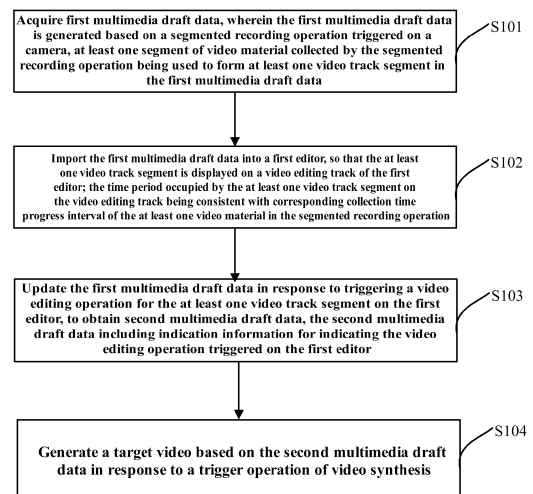 Acquire first multimedia draft data, wherein the first multimedia draft data
is generated based on a segmented recording operation triggered on a
camera, at least one segment of video material collected by the segmented
recording operation being used to form at least one video track segment in
the first multimedia draft data
S101
Import the first multimedia draft data into a first editor, so that the at least
one video track segment is displayed on a video editing track of the first
editor; the time period occupied by the at least one video track segment on
the video editing track being consistent with corresponding collection time
progress interval of the at least one video material in the segmented recording operation
S102
Update the first multimedia draft data in response to triggering a video
editing operation for the at least one video track segment on the first
editor, to obtain second multimedia draft data, the second multimedia
draft data including indication information for indicating the video
editing operation triggered on the first editor
S103
Generate a target video based on the second multimedia draft
data in response to a trigger operation of video synthesis
S104